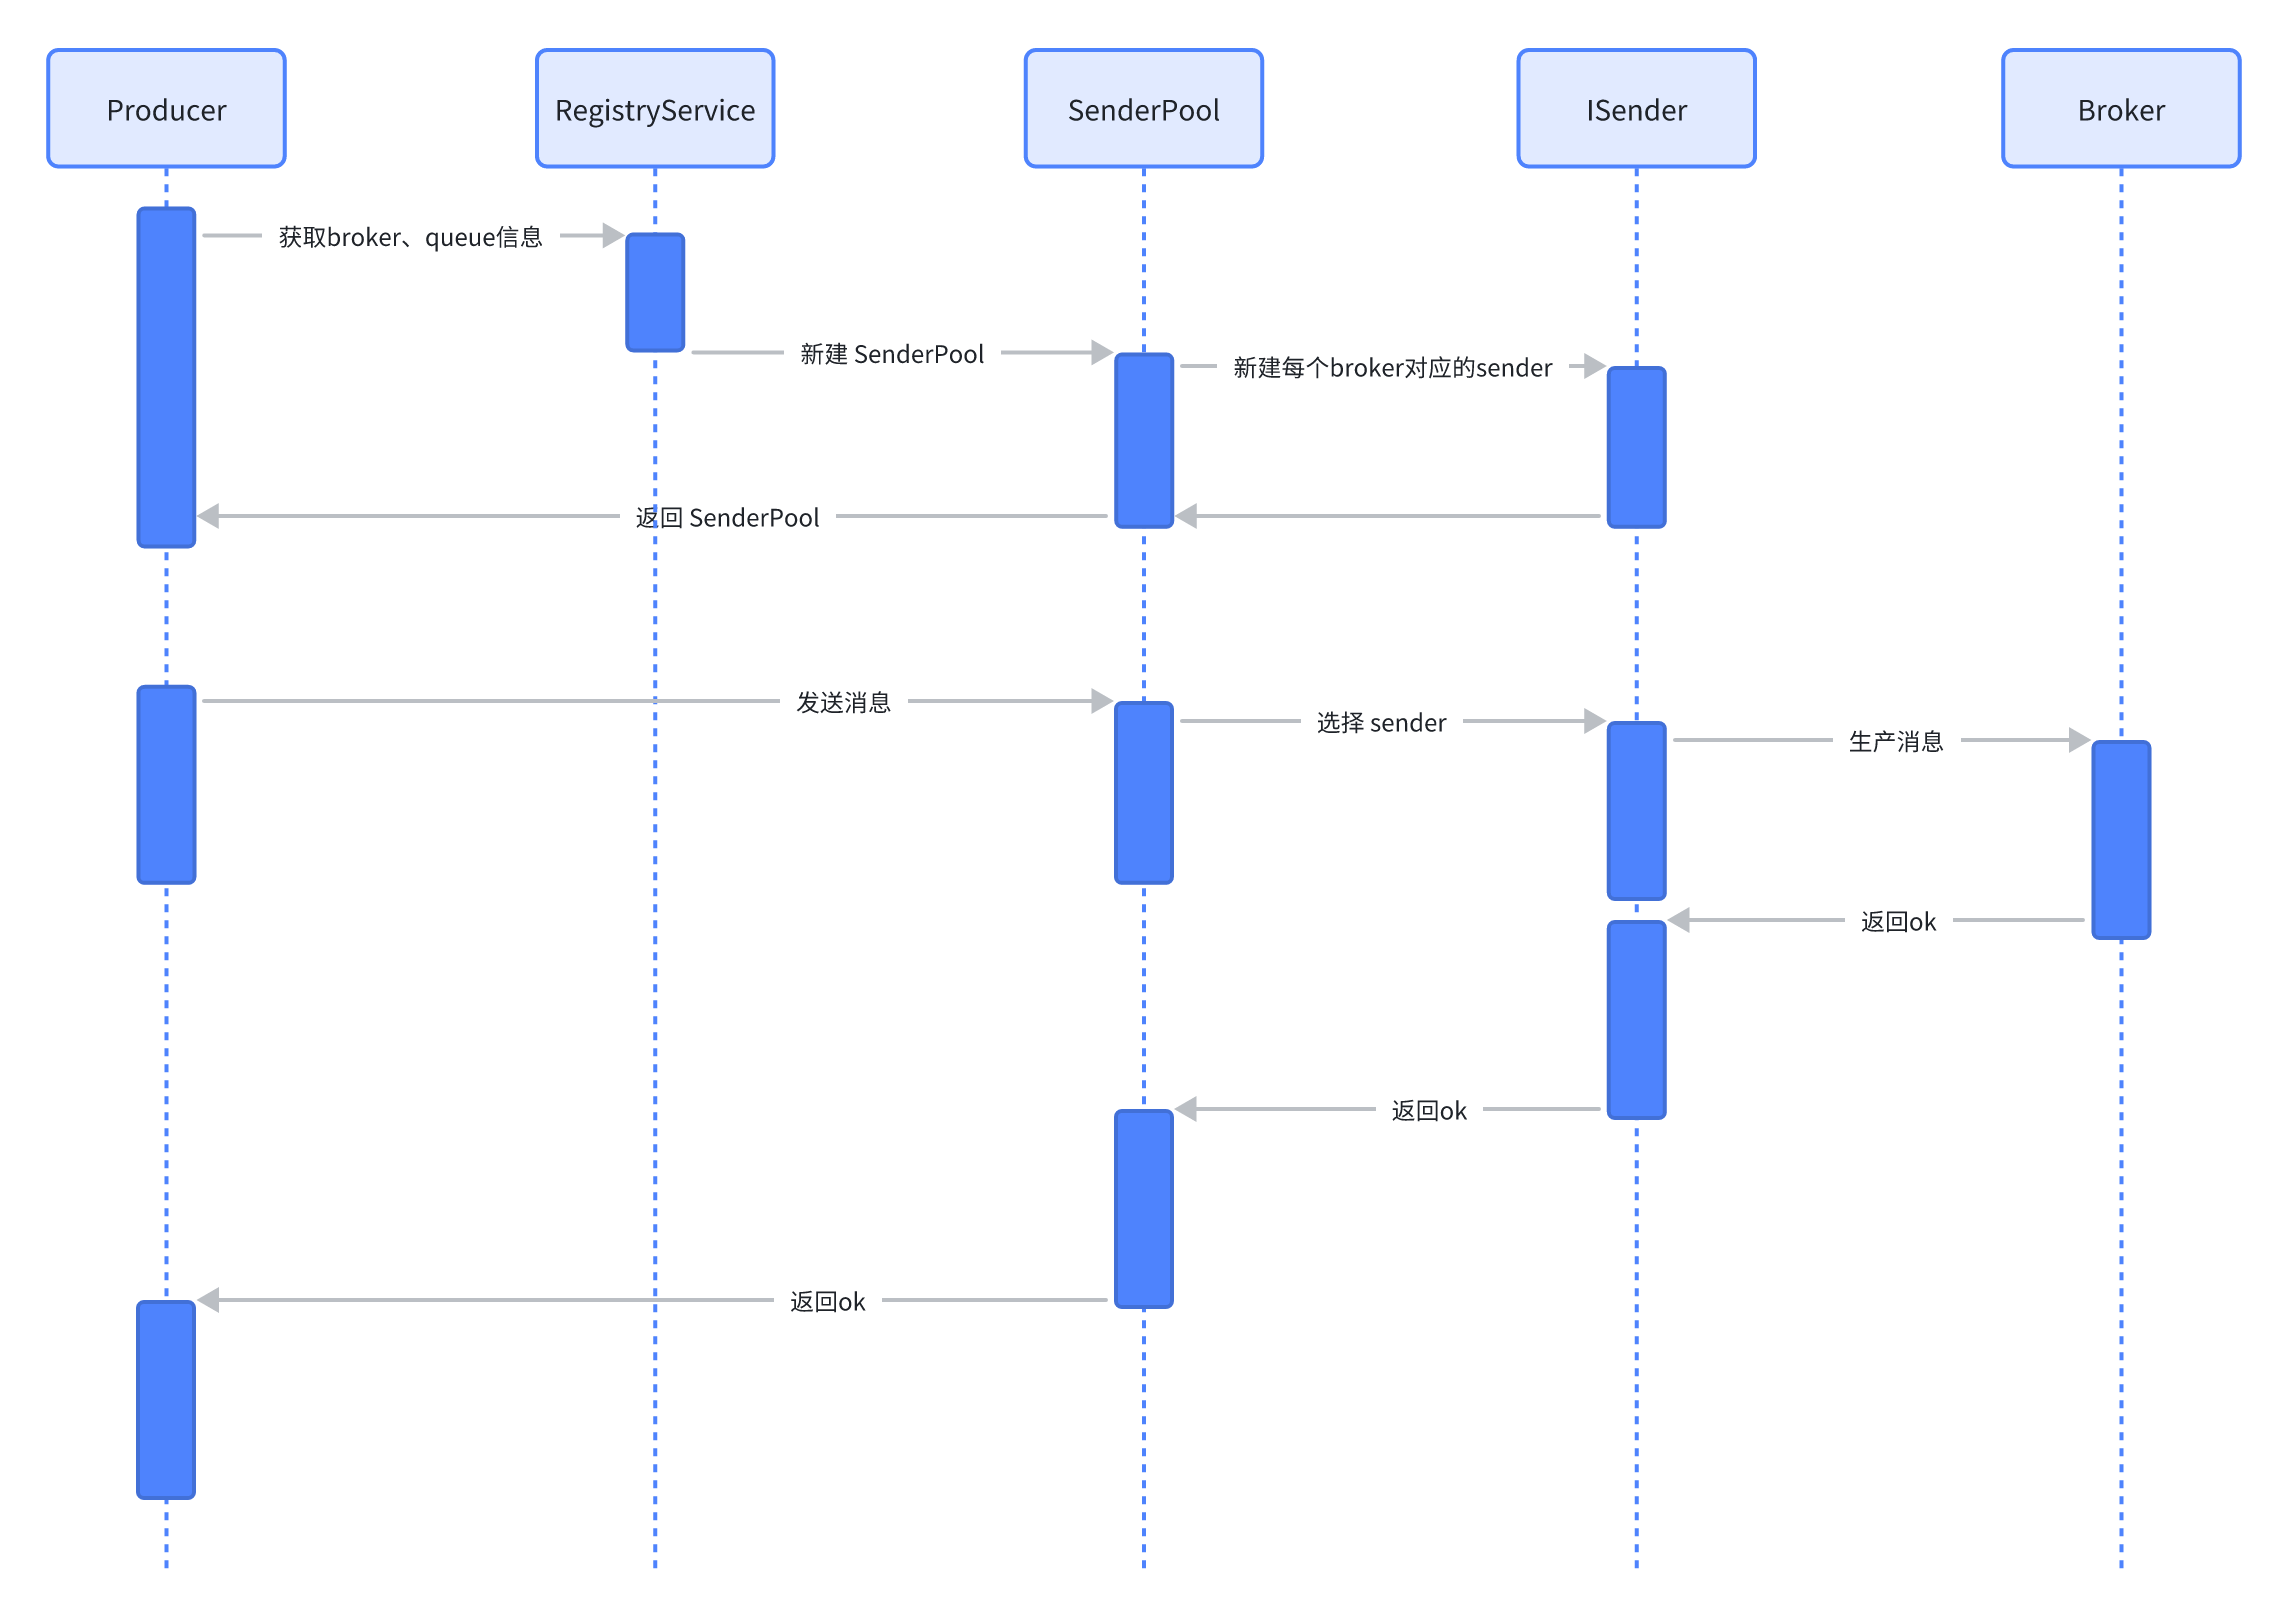 Producer
RegistryService
SenderPool
ISender
Broker
获取broker、queue信息
新建 SenderPool
新建每个broker对应的sender
返回 SenderPool
发送消息
选择 sender
生产消息
返回ok
返回ok
返回ok